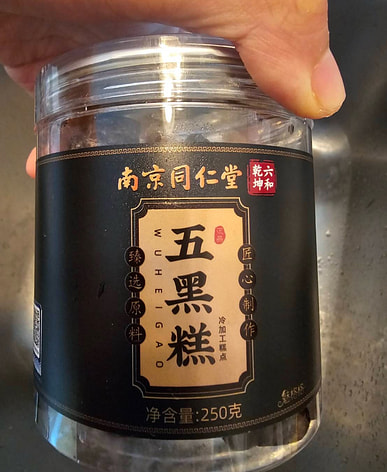 南京同仁堂
六和
乾坤
五黑糕
WUHEIGAO
臻选原料
匠心制作
冷加工糕点
净含量:250克